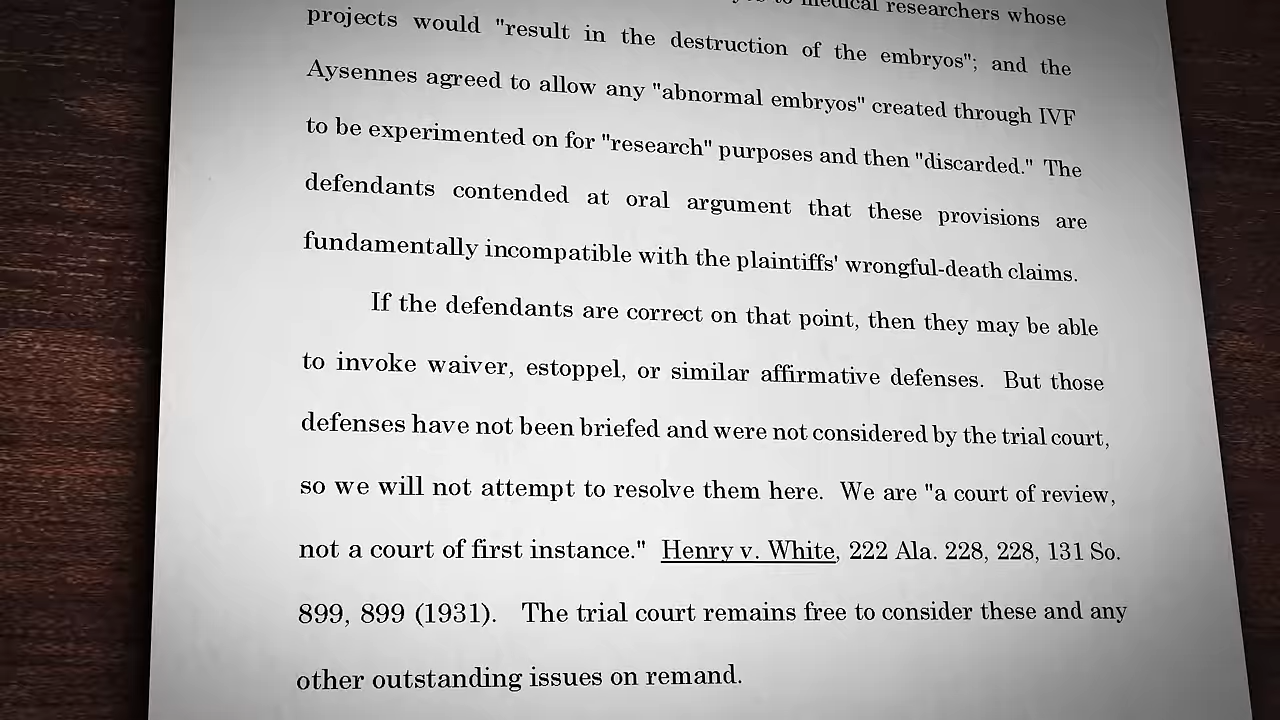 to medical researchers whose
projects would "result in the destruction of the embryos"; and the
Aysennes agreed to allow any "abnormal embryos" created through IVF
to be experimented on for "research" purposes and then "discarded." The
defendants contended at oral argument that these provisions are
fundamentally incompatible with the plaintiffs' wrongful-death claims.
If the defendants are correct on that point, then they may be able
to invoke waiver, estoppel, or similar affirmative defenses. But those
defenses have not been briefed and were not considered by the trial court,
so we will not attempt to resolve them here. We are "a court of review,
not a court of first instance." Henry v. White, 222 Ala. 228, 228, 131 So.
899, 899 (1931). The trial court remains free to consider these and any
other outstanding issues on remand.